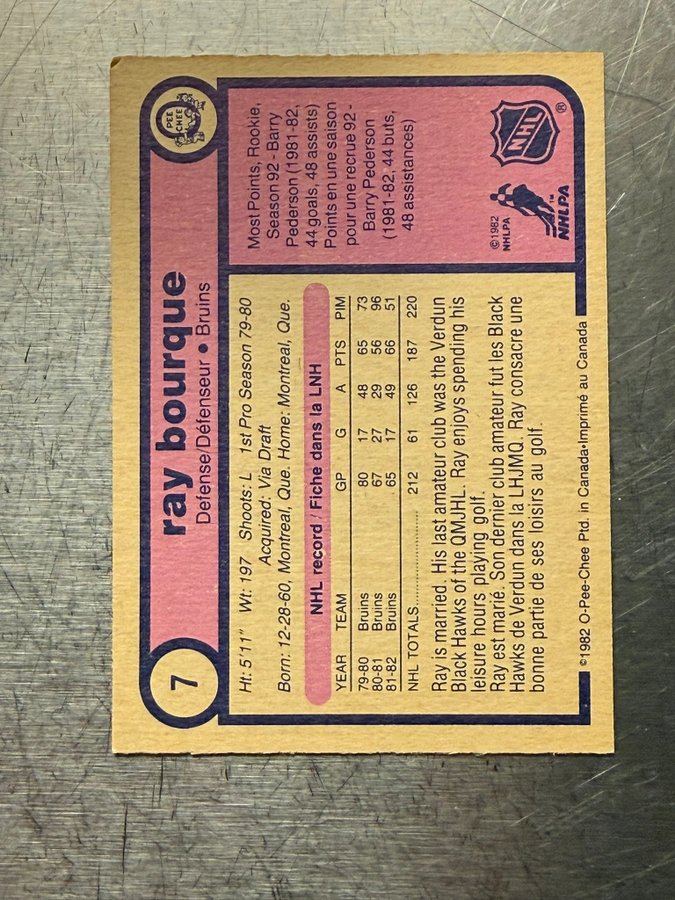 7
ray bourque
Defense/Défenseur • Bruins
O
PEE
CHEE
Ht: 5'11" Wt: 197 Shoots: L 1st Pro Season 79-80
Acquired: Via Draft
Born: 12-28-60, Montreal, Que. Home: Montreal, Que.
NHL record / Fiche dans la LNH
YEAR TEAM GP G A PTS PIM
79-80 Bruins 80 17 48 65 73
80-81 Bruins 67 27 29 56 96
81-82 Bruins 65 17 49 66 51
NHL TOTALS 212 61 126 187 220
Ray is married. His last amateur club was the Verdun
Black Hawks of the QMJHL. Ray enjoys spending his
leisure hours playing golf.
Ray est marié. Son dernier club amateur fut les Black
Hawks de Verdun dans la LHJMQ. Ray consacre une
bonne partie de ses loisirs au golf.
Most Points, Rookie,
Season 92 - Barry
Pederson (1981-82,
44 goals, 48 assists)
Points en une saison
pour une recrue 92 -
Barry Pederson
(1981-82, 44 buts,
48 assistances)
©1982
NHLPA
NHLPA™
NHL®
©1982 O-Pee-Chee Ptd. in Canada•Imprimé au Canada